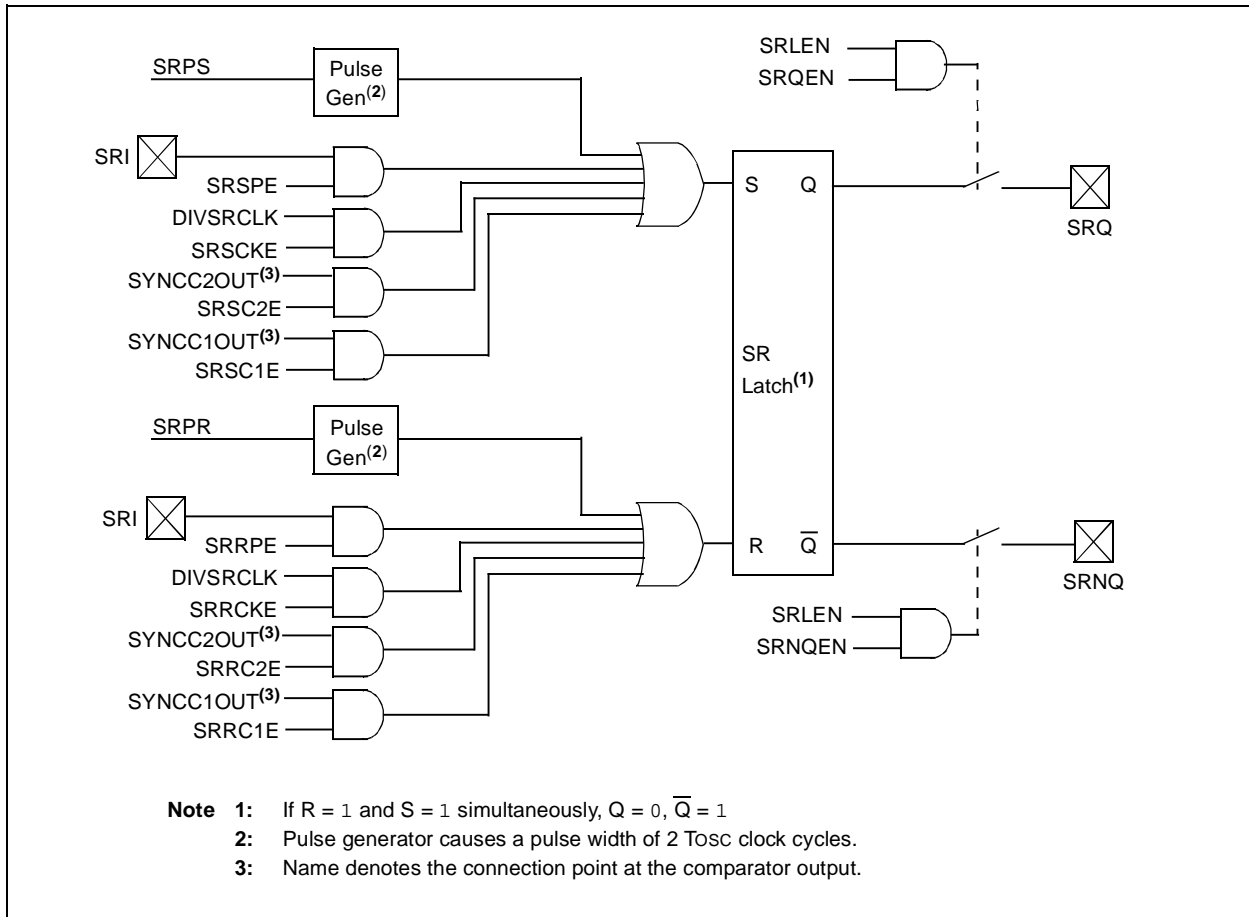 SRPS
Pulse
Gen(2)
SRI
SRSPE
DIVSRCLK
SRSCKE
SYNCC2OUT(3)
SRSC2E
SYNCC1OUT(3)
SRSC1E
SRPR
Pulse
Gen(2)
SRI
SRRPE
DIVSRCLK
SRRCKE
SYNCC2OUT(3)
SRRC2E
SYNCC1OUT(3)
SRRC1E
S Q
SR
Latch(1)
R Q̅
SRLEN
SRQEN
SRQ
SRNQ
SRLEN
SRNQEN
Note 1: If R = 1 and S = 1 simultaneously, Q = 0, Q̅ = 1
2: Pulse generator causes a pulse width of 2 TOSC clock cycles.
3: Name denotes the connection point at the comparator output.